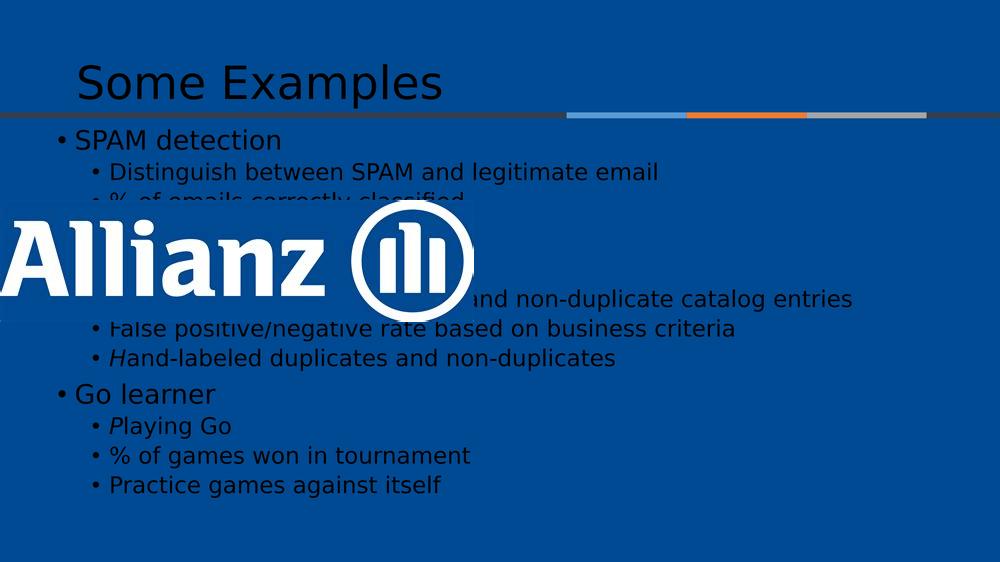 Some Examples
• SPAM detection
• Distinguish between SPAM and legitimate email
• % of emails correctly classified
Allianz
and non-duplicate catalog entries
• False positive/negative rate based on business criteria
• Hand-labeled duplicates and non-duplicates
• Go learner
• Playing Go
• % of games won in tournament
• Practice games against itself